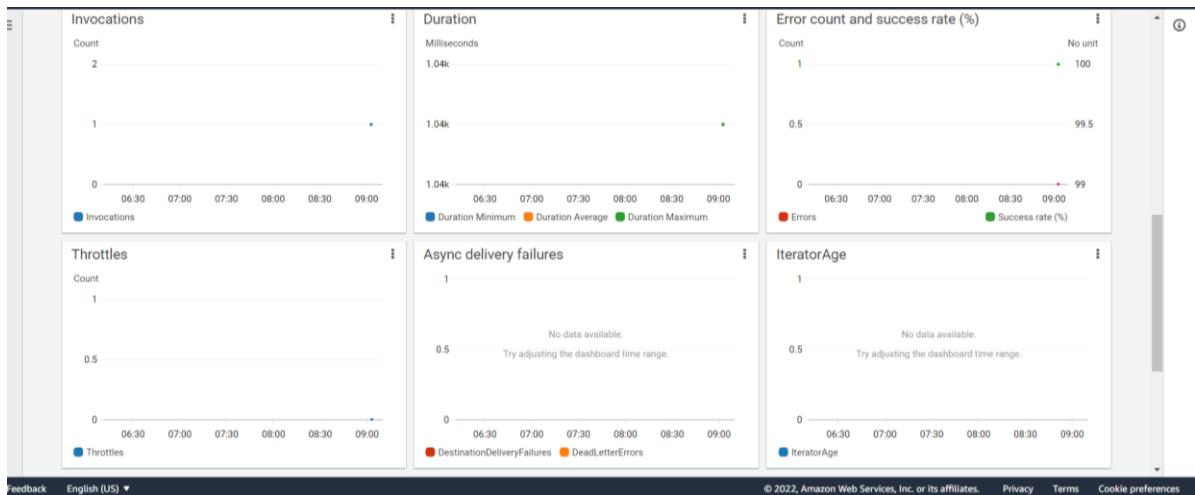 Invocations
Count
2
1
0
06:30 07:00 07:30 08:00 08:30 09:00
Invocations
Duration
Milliseconds
1.04k
1.04k
1.04k
06:30 07:00 07:30 08:00 08:30 09:00
Duration Minimum Duration Average Duration Maximum
Error count and success rate (%)
Count No unit
1 100
0.5 99.5
0 99
06:30 07:00 07:30 08:00 08:30 09:00
Errors Success rate (%)
Throttles
Count
1
0.5
0
06:30 07:00 07:30 08:00 08:30 09:00
Throttles
Async delivery failures
1
No data available.
0.5
Try adjusting the dashboard time range.
0
06:30 07:00 07:30 08:00 08:30 09:00
DestinationDeliveryFailures DeadLetterErrors
IteratorAge
1
No data available.
0.5
Try adjusting the dashboard time range.
0
06:30 07:00 07:30 08:00 08:30 09:00
IteratorAge
Feedback English (US) © 2022, Amazon Web Services, Inc. or its affiliates. Privacy Terms Cookie preferences